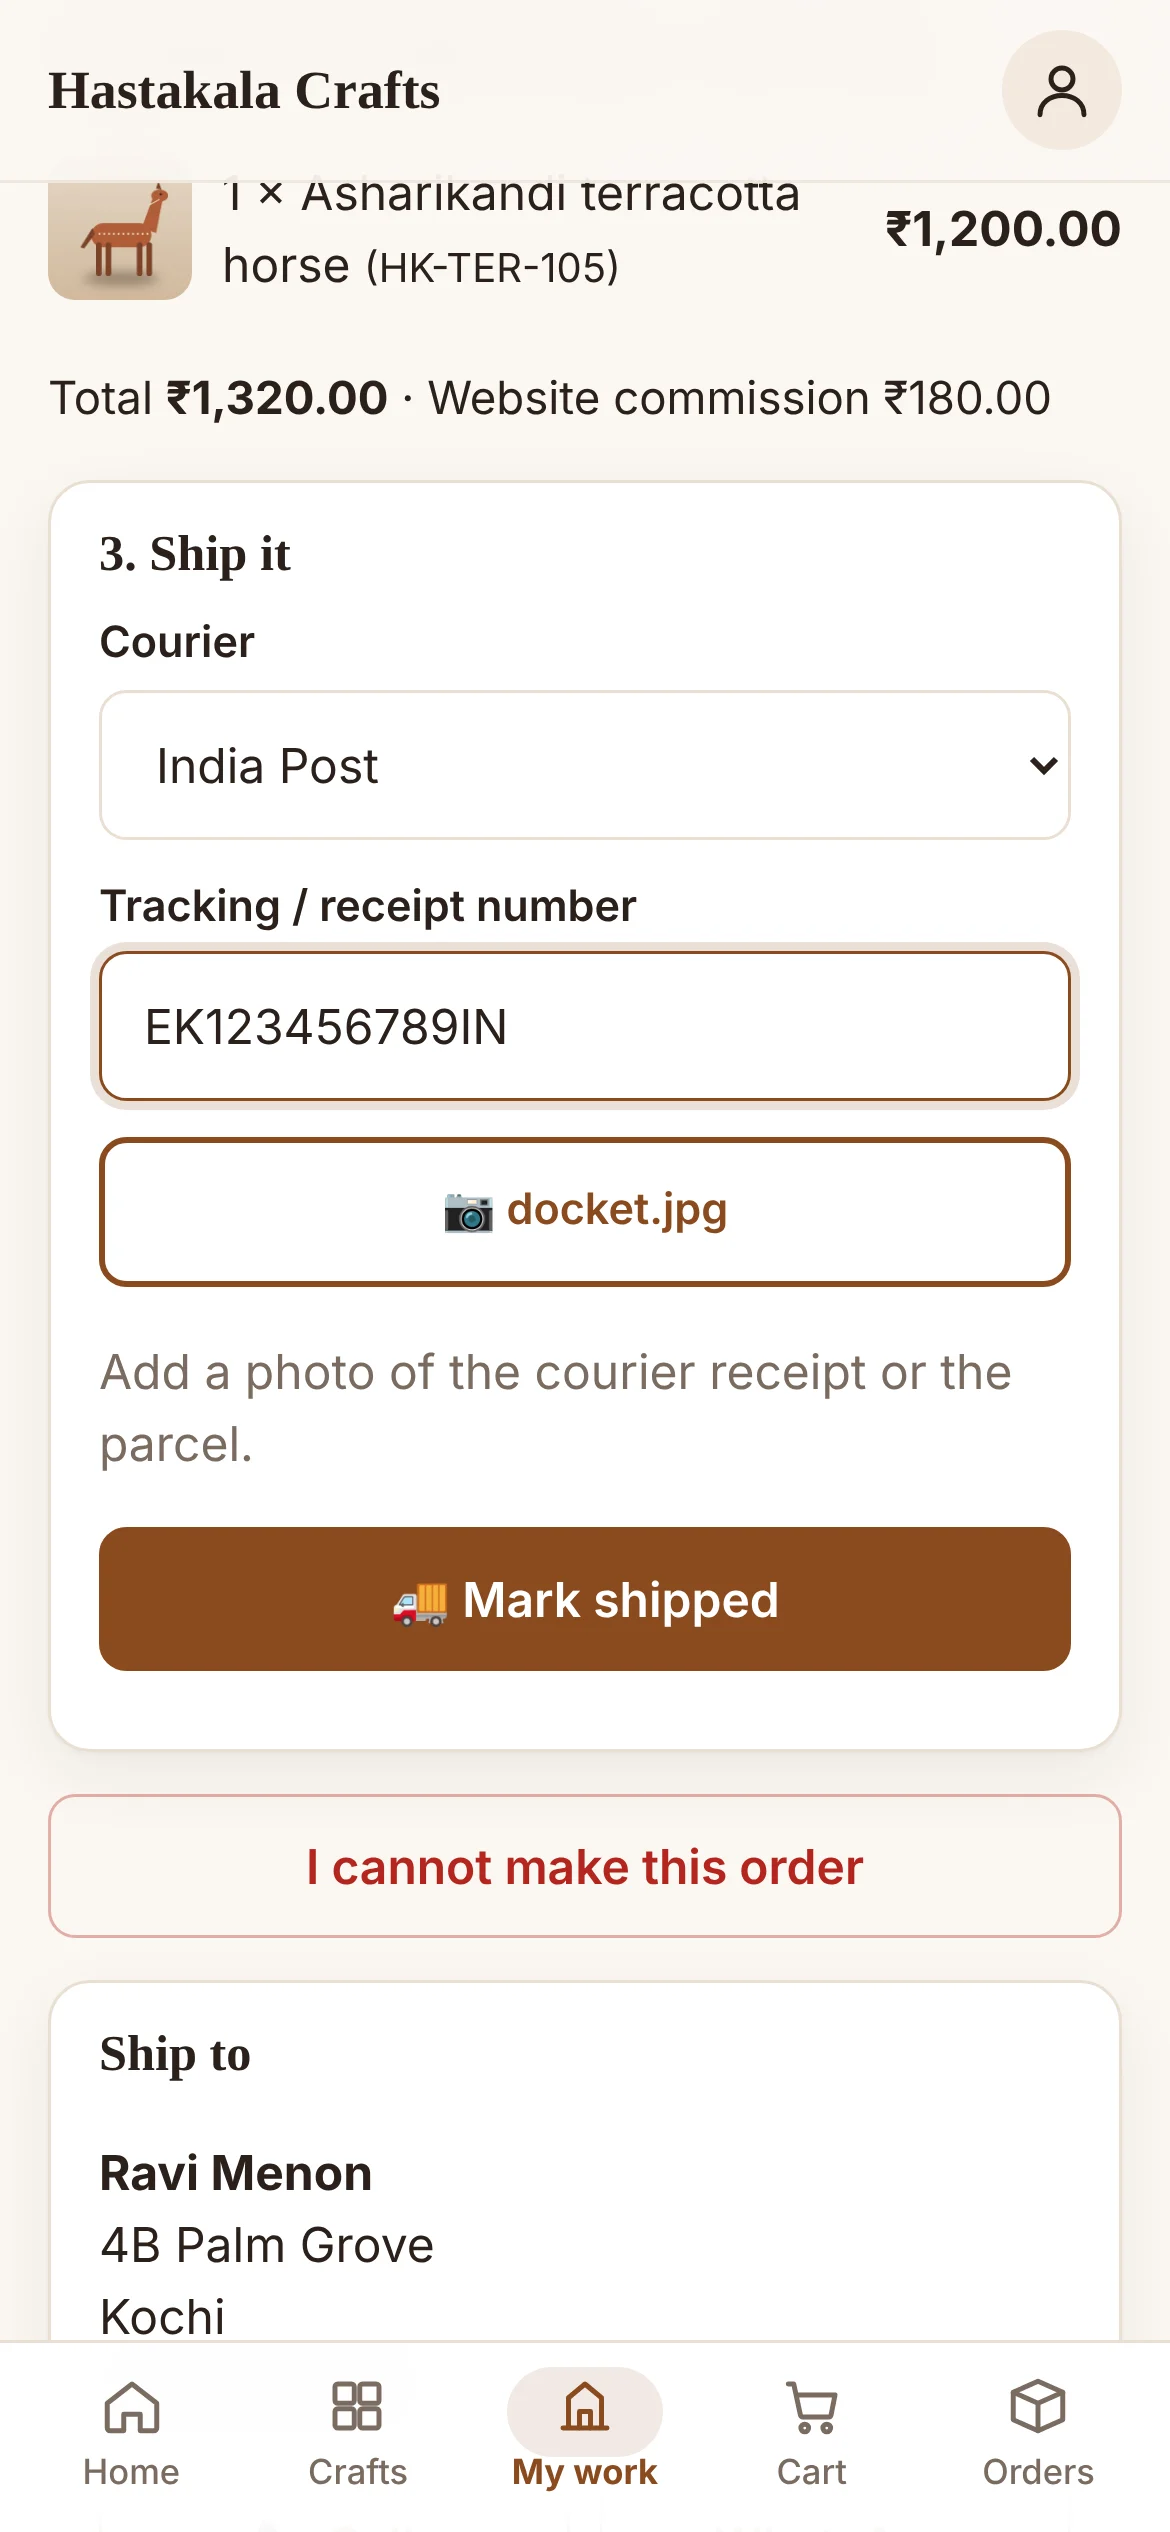 Hastakala Crafts
1 × Asharikandi terracotta
horse (HK-TER-105)
₹1,200.00
Total ₹1,320.00 · Website commission ₹180.00
3. Ship it
Courier
India Post
Tracking / receipt number
EK123456789IN
docket.jpg
Add a photo of the courier receipt or the
parcel.
Mark shipped
I cannot make this order
Ship to
Ravi Menon
4B Palm Grove
Kochi
Home
Crafts
My work
Cart
Orders